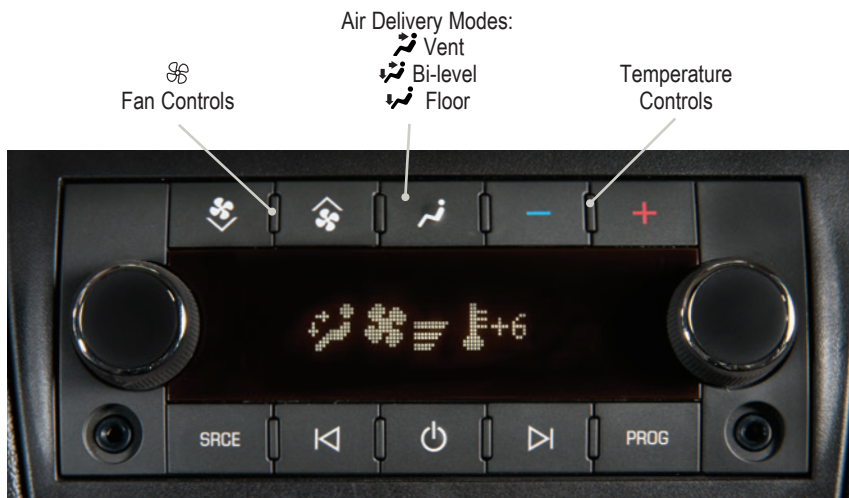 Air Delivery Modes:
Vent
Bi-level
Floor
Fan Controls
Temperature
Controls
+6
SRCE
PROG